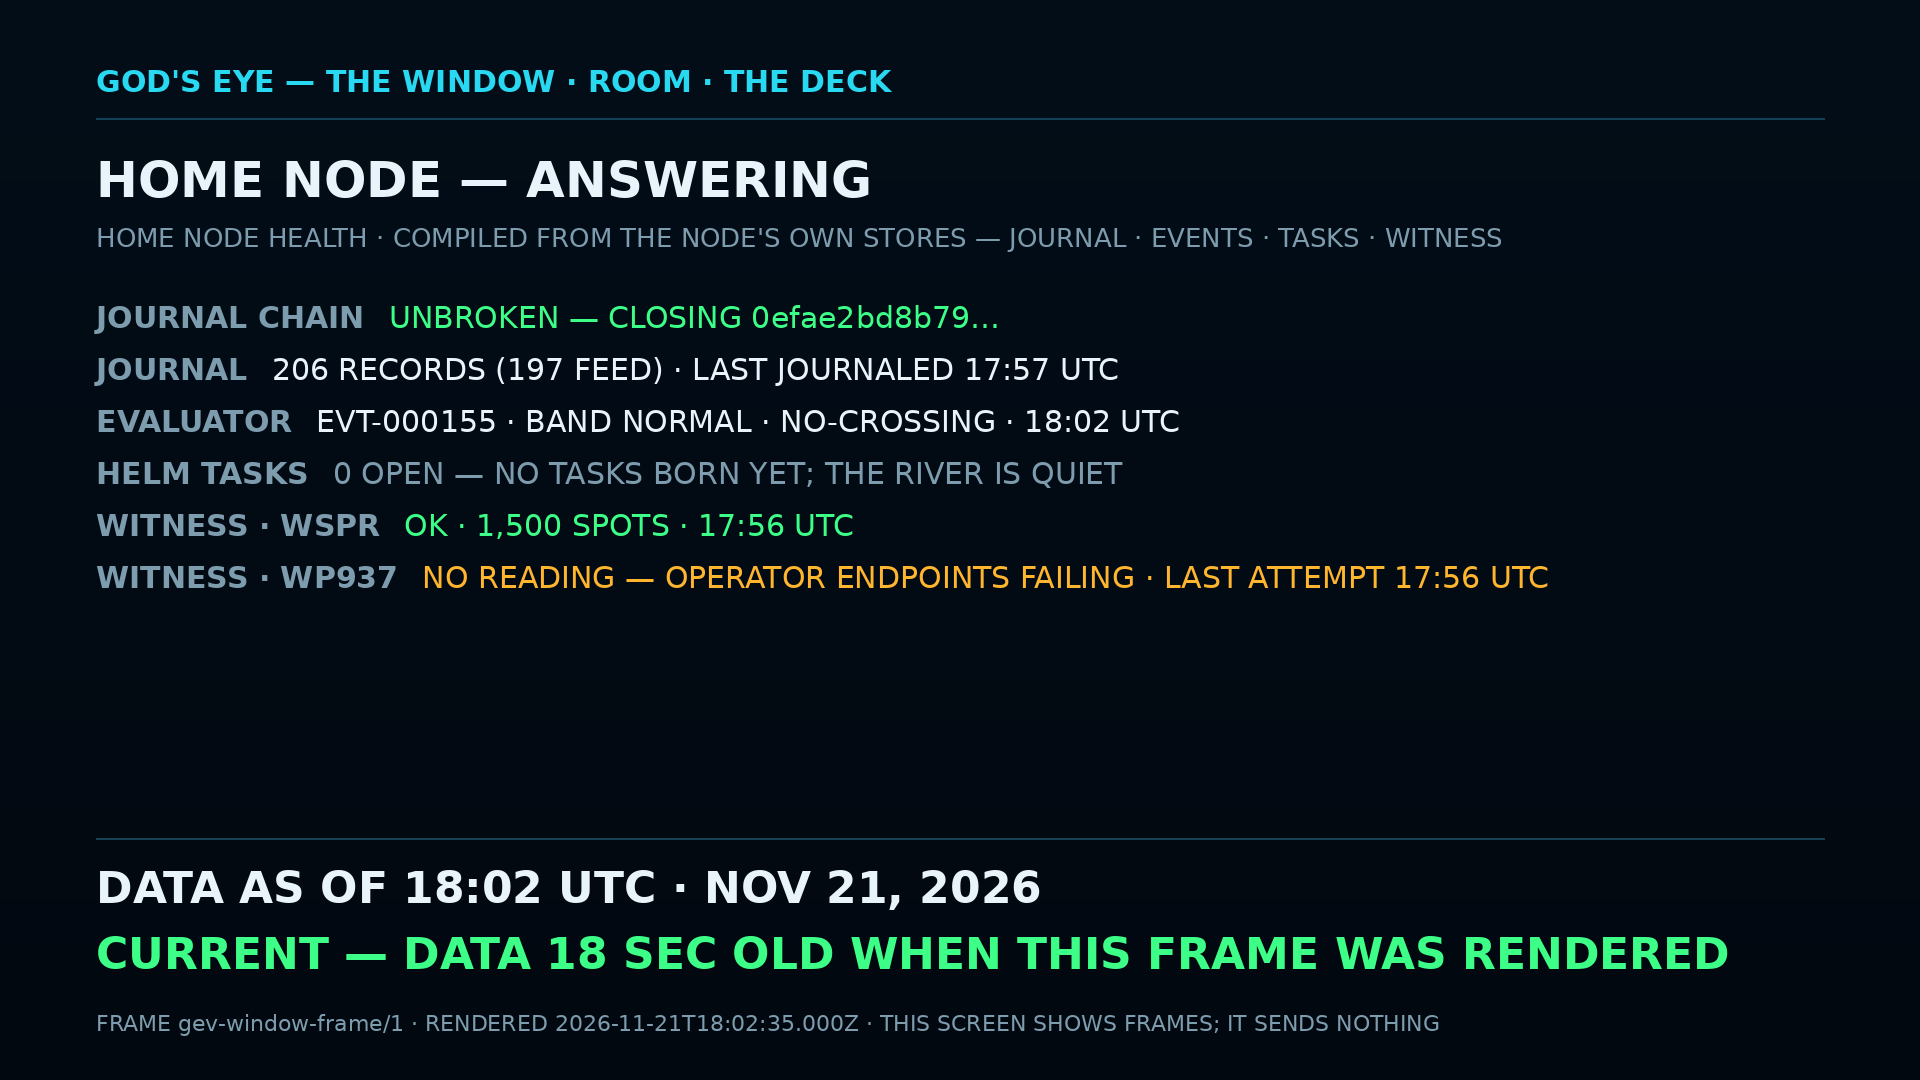 GOD'S EYE — THE WINDOW · ROOM · THE DECK
HOME NODE — ANSWERING
HOME NODE HEALTH · COMPILED FROM THE NODE'S OWN STORES — JOURNAL · EVENTS · TASKS · WITNESS
JOURNAL CHAIN UNBROKEN — CLOSING 0efae2bd8b79…
JOURNAL 206 RECORDS (197 FEED) · LAST JOURNALED 17:57 UTC
EVALUATOR EVT-000155 · BAND NORMAL · NO-CROSSING · 18:02 UTC
HELM TASKS 0 OPEN — NO TASKS BORN YET; THE RIVER IS QUIET
WITNESS · WSPR OK · 1,500 SPOTS · 17:56 UTC
WITNESS · WP937 NO READING — OPERATOR ENDPOINTS FAILING · LAST ATTEMPT 17:56 UTC
DATA AS OF 18:02 UTC · NOV 21, 2026
CURRENT — DATA 18 SEC OLD WHEN THIS FRAME WAS RENDERED
FRAME gev-window-frame/1 · RENDERED 2026-11-21T18:02:35.000Z · THIS SCREEN SHOWS FRAMES; IT SENDS NOTHING